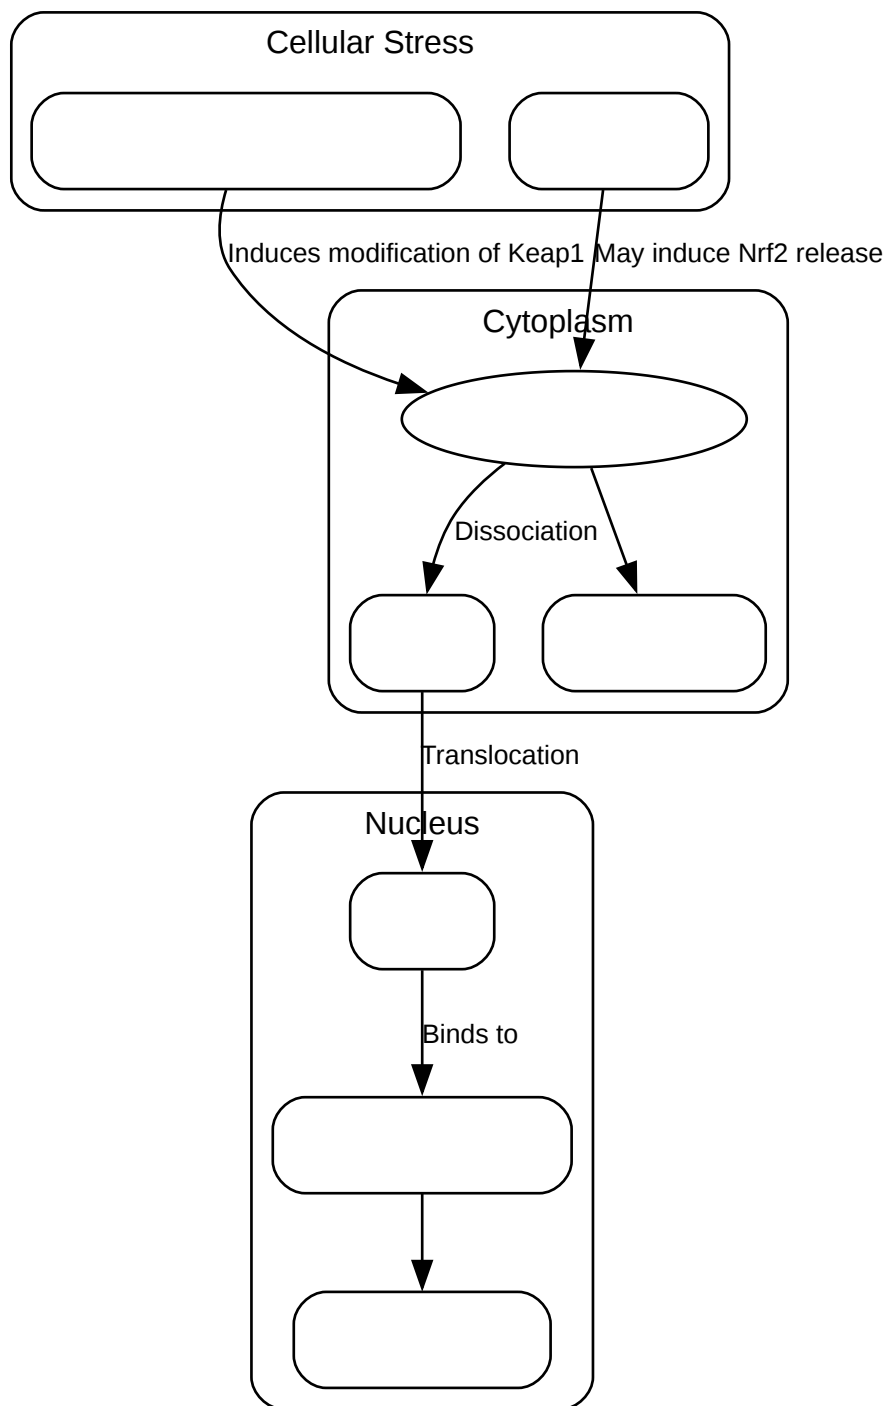 Cellular Stress
Induces modification of Keap1
May induce Nrf2 release
Cytoplasm
Dissociation
Translocation
Nucleus
Binds to